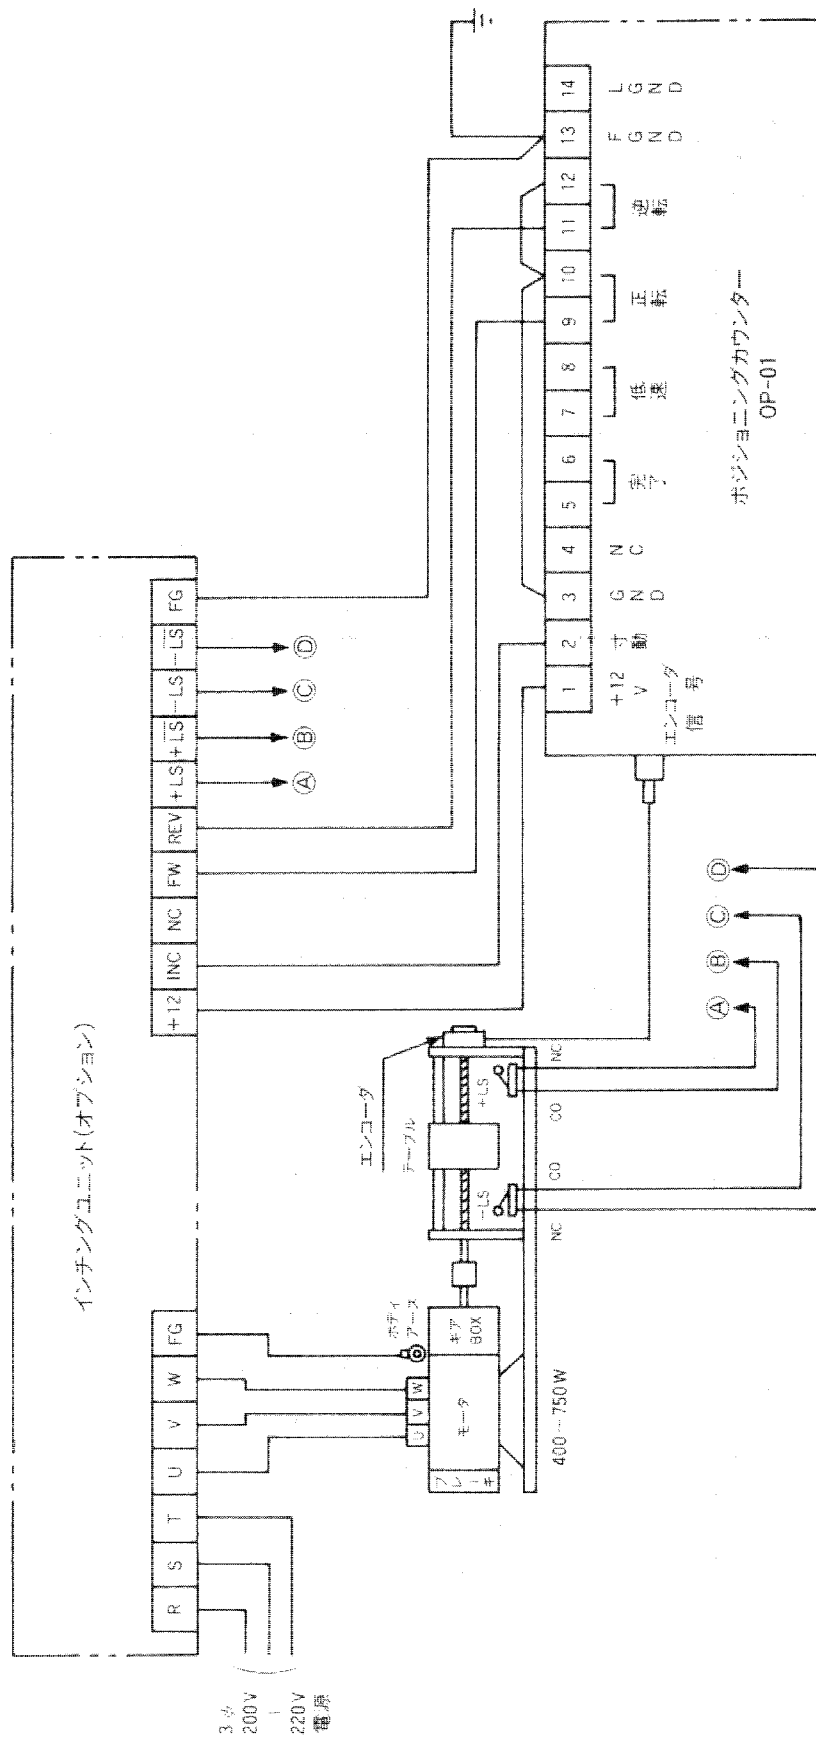 インチングユニット(オプション)
R
S
T
U
V
W
FG
+12
INC
NC
FW
REV
+LS
+LS
-LS
-LS
FG
3φ
200V
220V
電源
Ⓐ
Ⓑ
Ⓒ
Ⓓ
U
V
W
ボディ
アース
ブレーキ
モータ
ギア
BOX
400~750W
エンコーダ
テーブル
-LS
+LS
NC
CO
CO
NC
Ⓐ
Ⓑ
Ⓒ
Ⓓ
1
2
3
4
5
6
7
8
9
10
11
12
13
14
+12V
寸動
GND
NC
完了
低速
正転
逆転
FGND
LGND
エンコーダ
信号
ポジショニングカウンター
OP-01